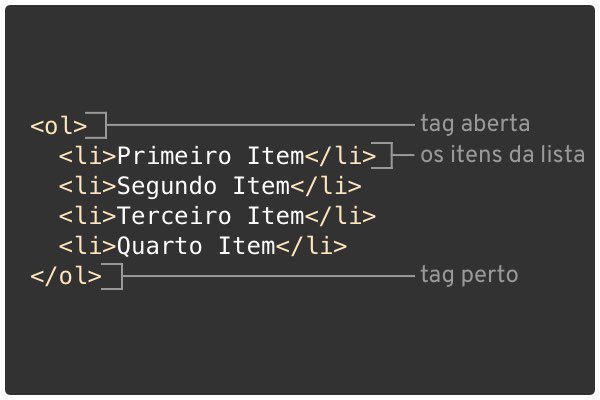 <ol> tag aberta
<li>Primeiro Item</li> os itens da lista
<li>Segundo Item</li>
<li>Terceiro Item</li>
<li>Quarto Item</li>
</ol> tag perto